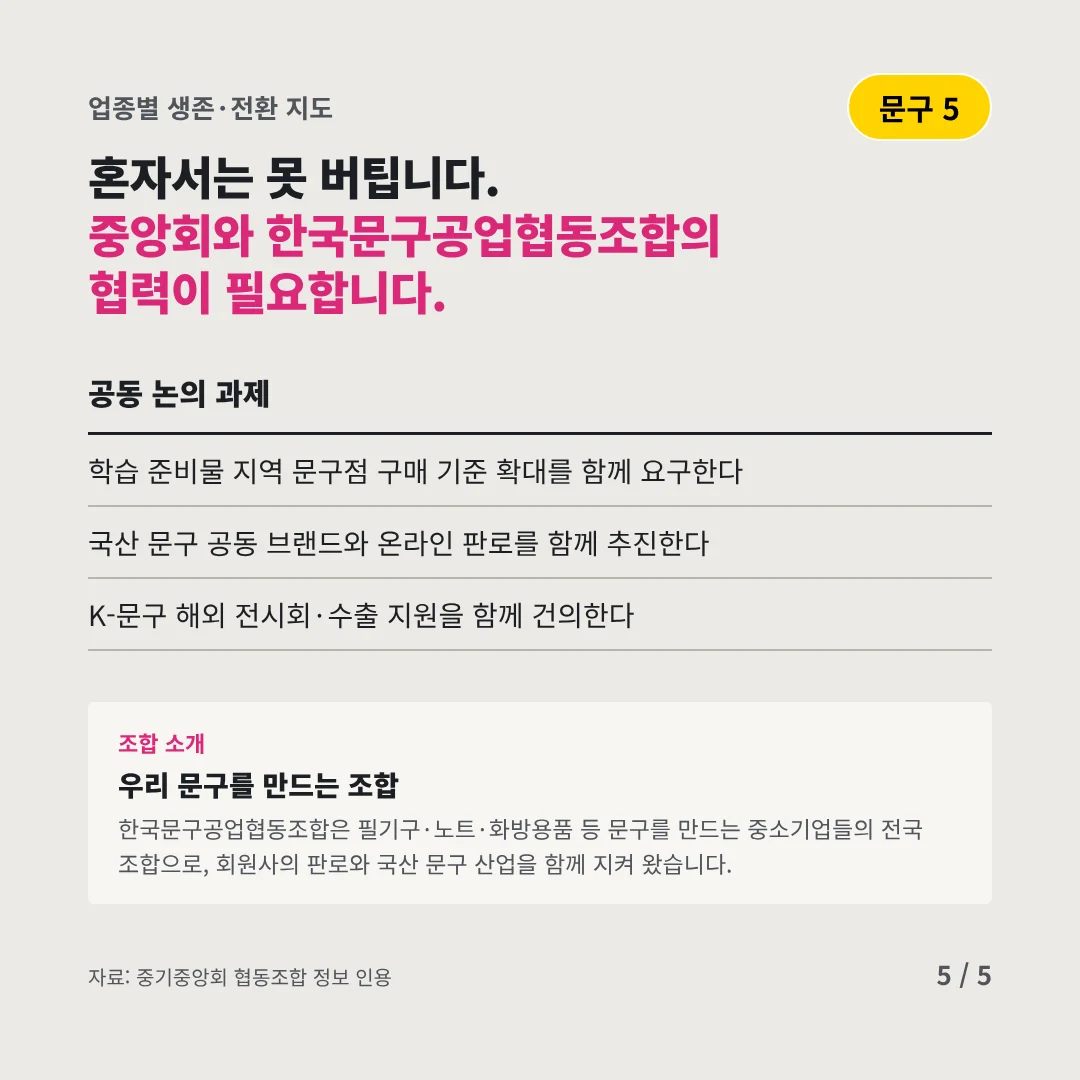 업종별 생존·전환 지도
문구 5
혼자서는 못 버팁니다.
중앙회와 한국문구공업협동조합의
협력이 필요합니다.
공동 논의 과제
학습 준비물 지역 문구점 구매 기준 확대를 함께 요구한다
국산 문구 공동 브랜드와 온라인 판로를 함께 추진한다
K-문구 해외 전시회·수출 지원을 함께 건의한다
조합 소개
우리 문구를 만드는 조합
한국문구공업협동조합은 필기구·노트·화방용품 등 문구를 만드는 중소기업들의 전국
조합으로, 회원사의 판로와 국산 문구 산업을 함께 지켜 왔습니다.
자료: 중기중앙회 협동조합 정보 인용
5 / 5